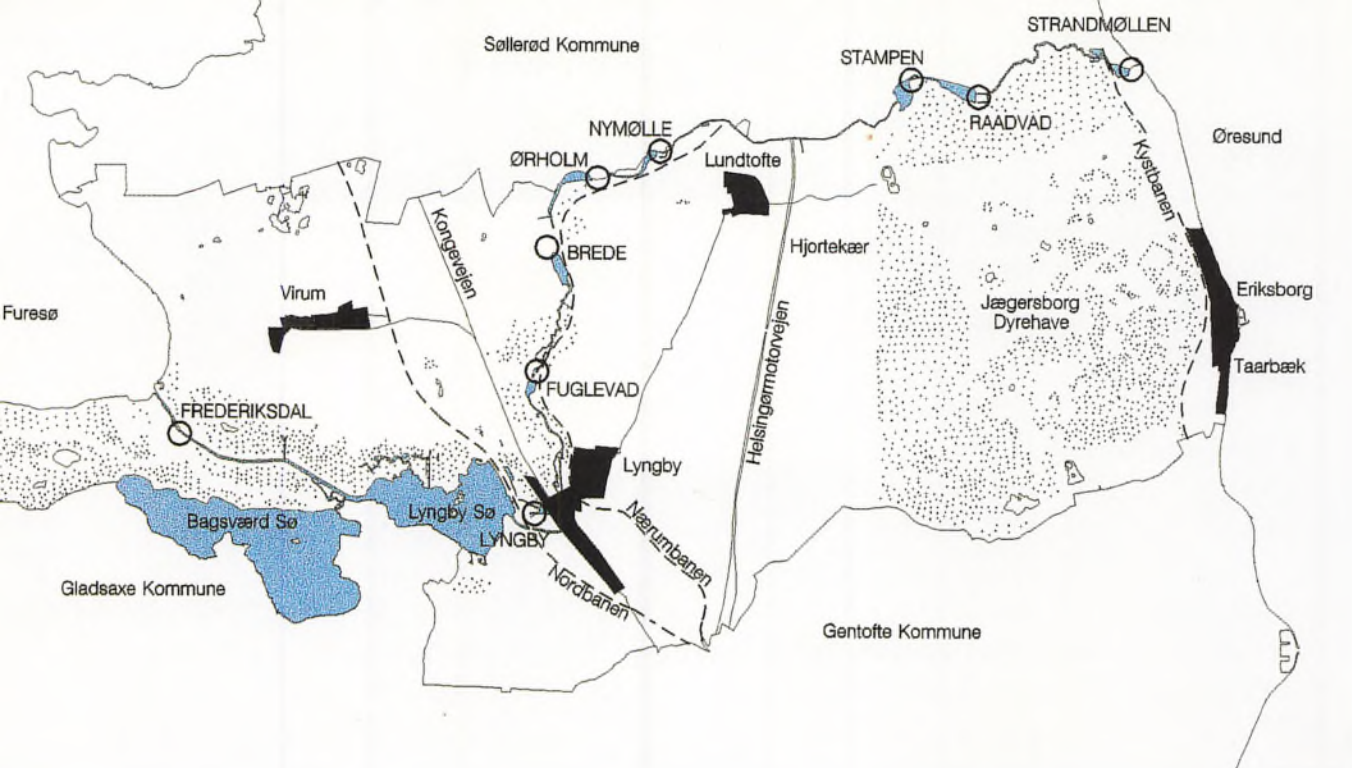 STRANDMØLLEN
Søllerød Kommune
STAMPEN
RAADVAD
NYMØLLE
Øresund
ØRHOLM
Lundtofte
Kystbanen
Kongevejen
BREDE
Hjortekær
Virum
Eriksborg
Furesø
Jægersborg
Dyrehave
Helsingørmotorvejen
Taarbæk
FUGLEVAD
FREDERIKSDAL
Lyngby
Bagsværd Sø
Lyngby Sø
LYNGBY
Nærumbanen
Nordbanen
Gladsaxe Kommune
Gentofte Kommune